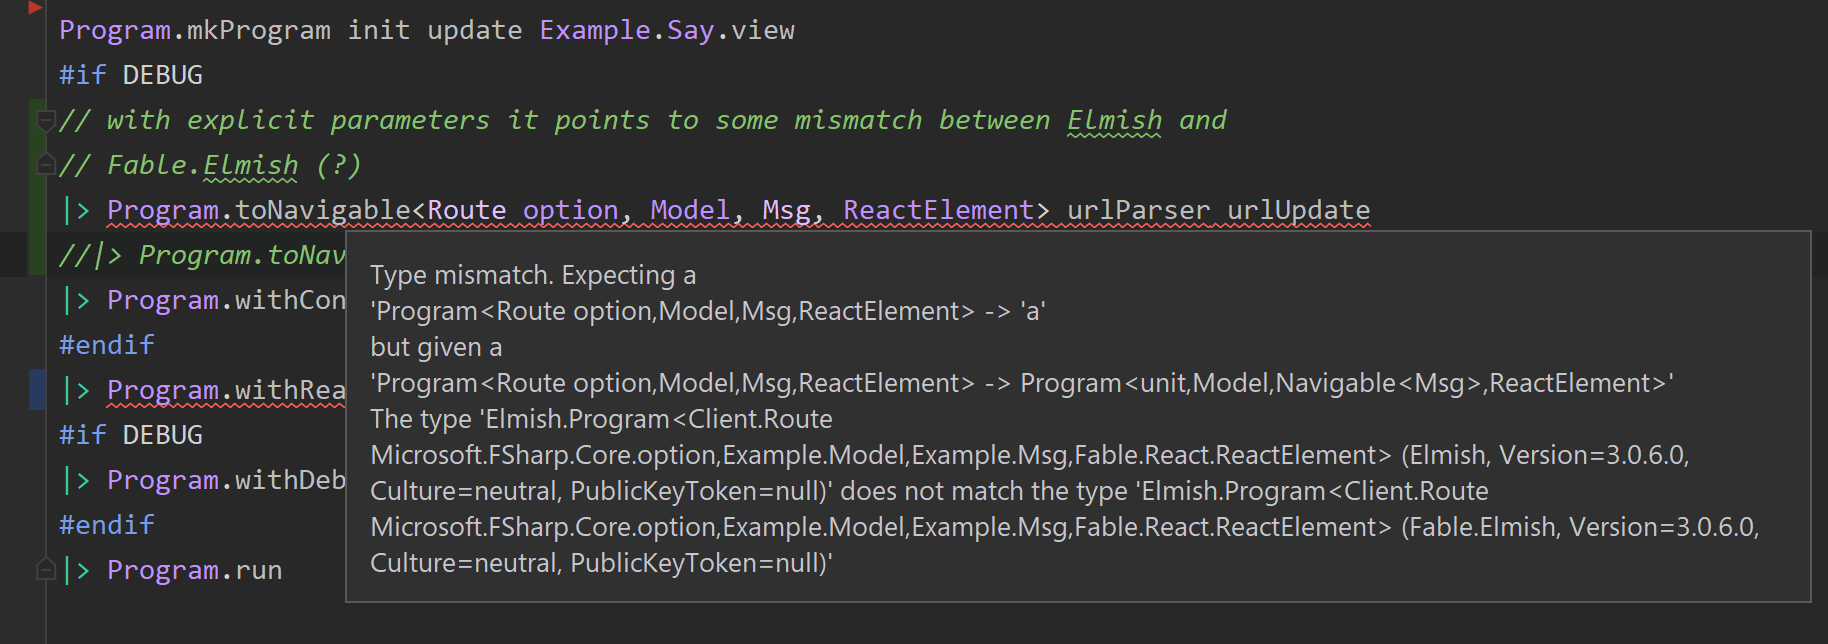 Program.mkProgram init update Example.Say.view
#if DEBUG
// with explicit parameters it points to some mismatch between Elmish and
// Fable.Elmish (?)
|> Program.toNavigable<Route option, Model, Msg, ReactElement> urlParser urlUpdate
//|> Program.toNav
|> Program.withCon
#endif
|> Program.withRea
#if DEBUG
|> Program.withDeb
#endif
|> Program.run
Type mismatch. Expecting a
'Program<Route option,Model,Msg,ReactElement> -> 'a'
but given a
'Program<Route option,Model,Msg,ReactElement> -> Program<unit,Model,Navigable<Msg>,ReactElement>'
The type 'Elmish.Program<Client.Route
Microsoft.FSharp.Core.option,Example.Model,Example.Msg,Fable.React.ReactElement> (Elmish, Version=3.0.6.0,
Culture=neutral, PublicKeyToken=null)' does not match the type 'Elmish.Program<Client.Route
Microsoft.FSharp.Core.option,Example.Model,Example.Msg,Fable.React.ReactElement> (Fable.Elmish, Version=3.0.6.0,
Culture=neutral, PublicKeyToken=null)'